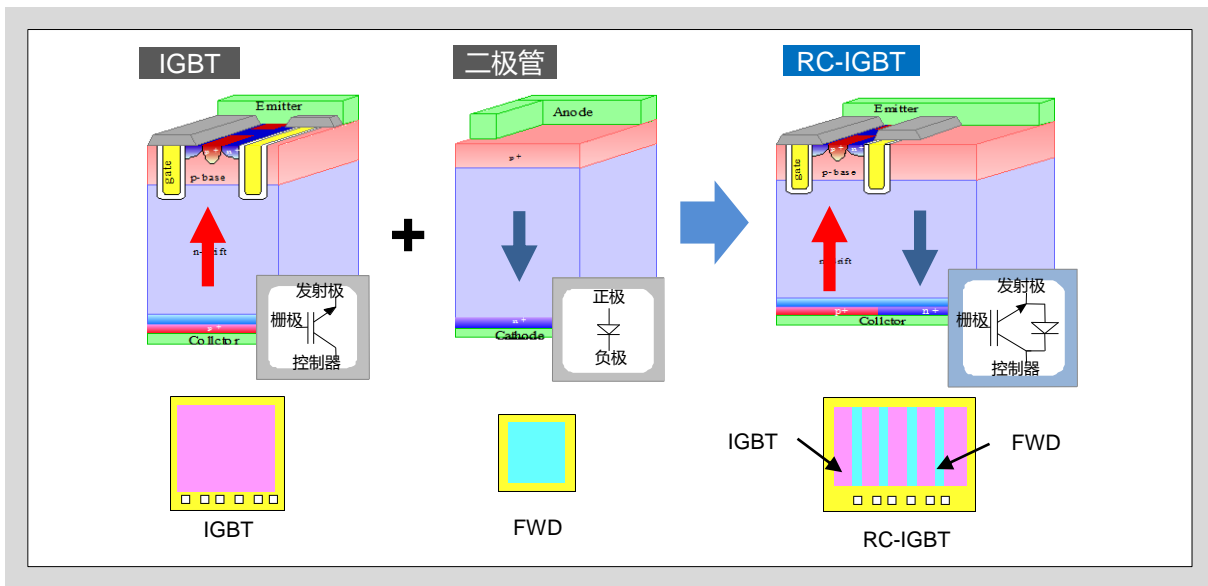 IGBT
二极管
RC-IGBT
Emitter
gate
p+
n+
p-base
n-drift
p+
Collctor
发射极
栅极
控制器
Anode
p+
n+
Cathode
正极
负极
Emitter
gate
p+
n+
p-base
n-drift
p+
n+
Collctor
发射极
栅极
控制器
IGBT
FWD
IGBT
FWD
RC-IGBT